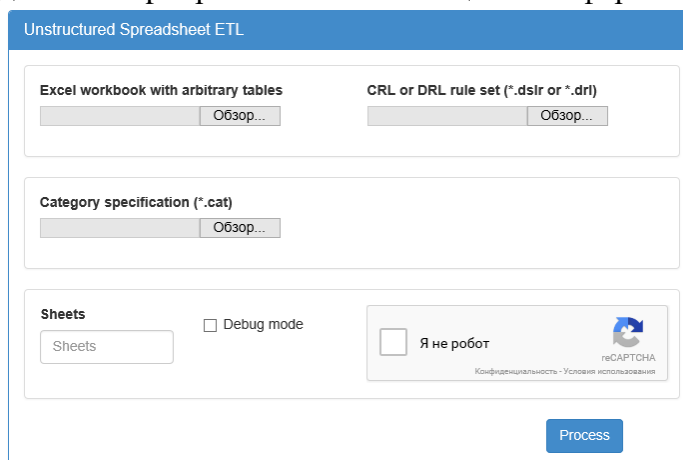 Unstructured Spreadsheet ETL
Excel workbook with arbitrary tables
CRL or DRL rule set (*.dslr or *.drl)
Обзор...
Обзор...
Category specification (*.cat)
Обзор...
Sheets
Debug mode
Sheets
Я не робот
reCAPTCHA
Конфиденциальность - Условия использования
Process